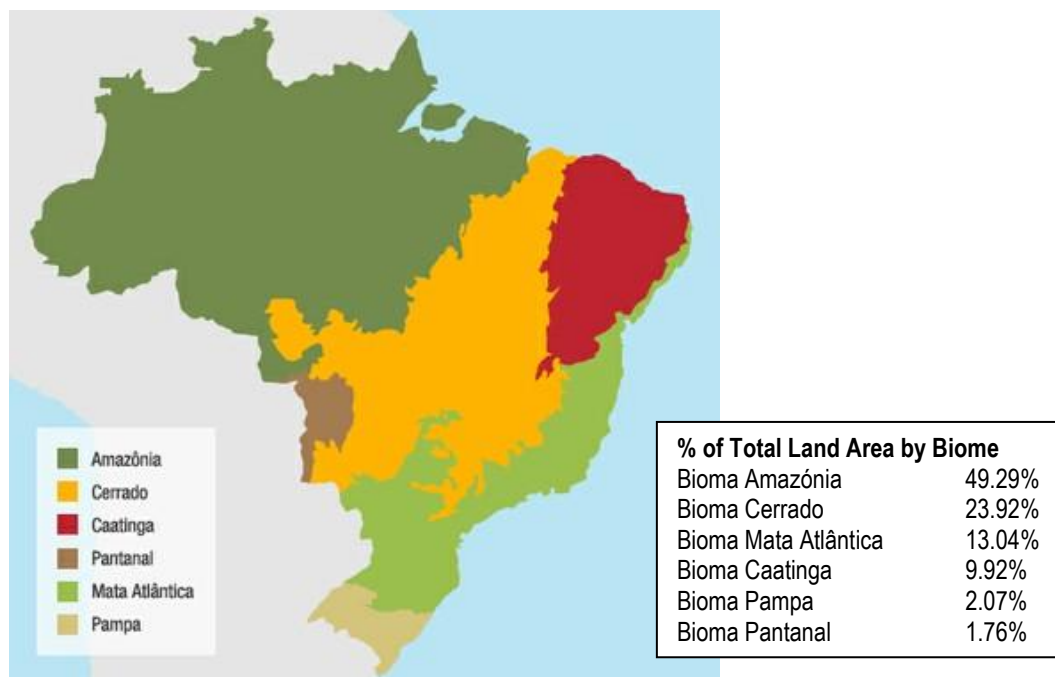 Amazônia
Cerrado
Caatinga
Pantanal
Mata Atlântica
Pampa
% of Total Land Area by Biome
Bioma Amazónia 49.29%
Bioma Cerrado 23.92%
Bioma Mata Atlântica 13.04%
Bioma Caatinga 9.92%
Bioma Pampa 2.07%
Bioma Pantanal 1.76%